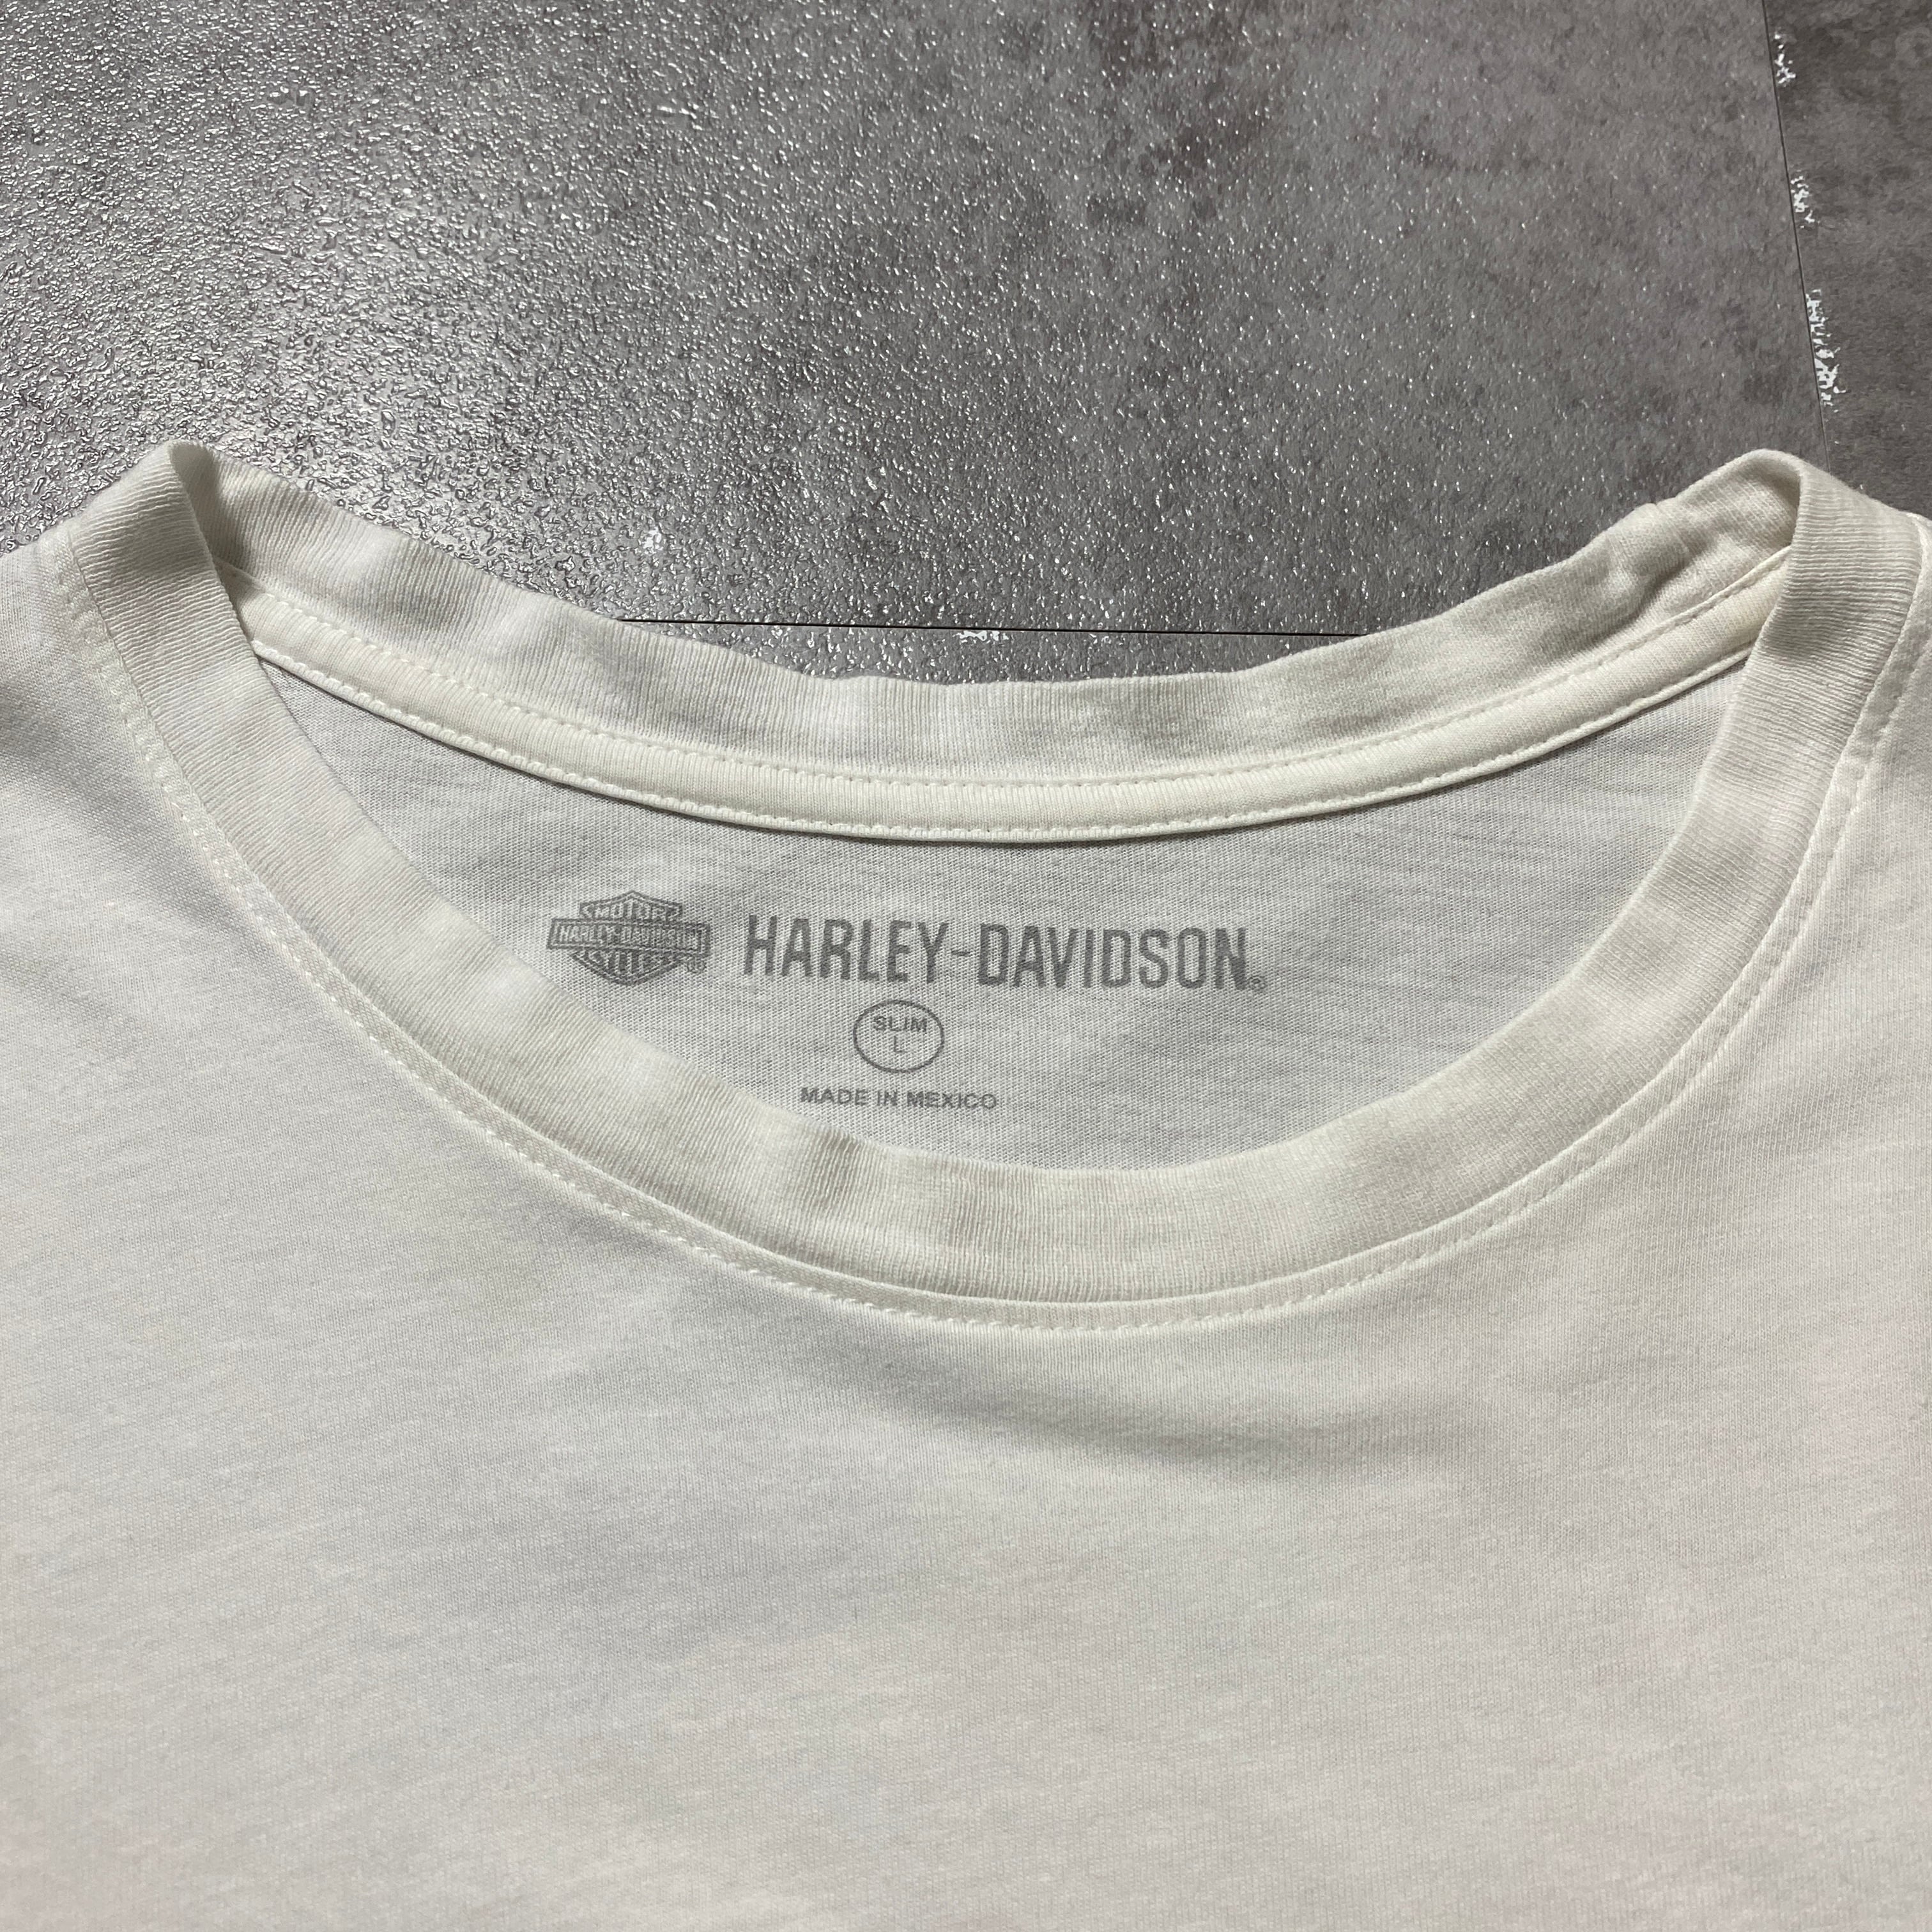 MOTOR
HARLEY-DAVIDSON
CYCLES®
HARLEY-DAVIDSON®
SLIM
L
MADE IN MEXICO